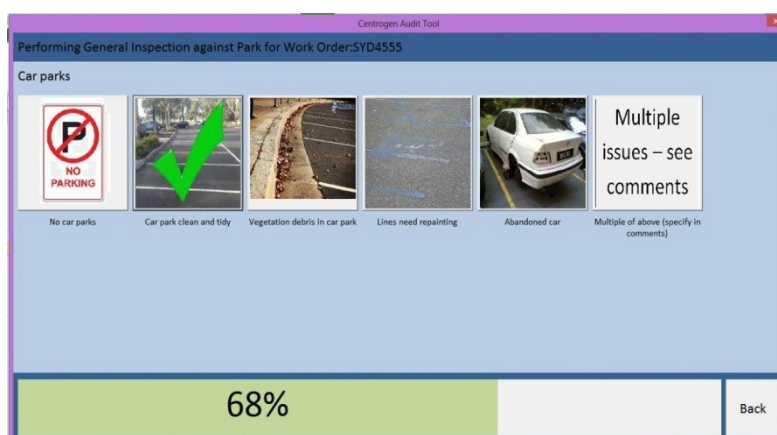 Centrogen Audit Tool
Performing General Inspection against Park for Work Order:SYD4555
Car parks
P
NO
PARKING
Multiple
issues – see
comments
No car parks
Car park clean and tidy
Vegetation debris in car park
Lines need repainting
Abandoned car
Multiple of above (specify in
comments)
68%
Back